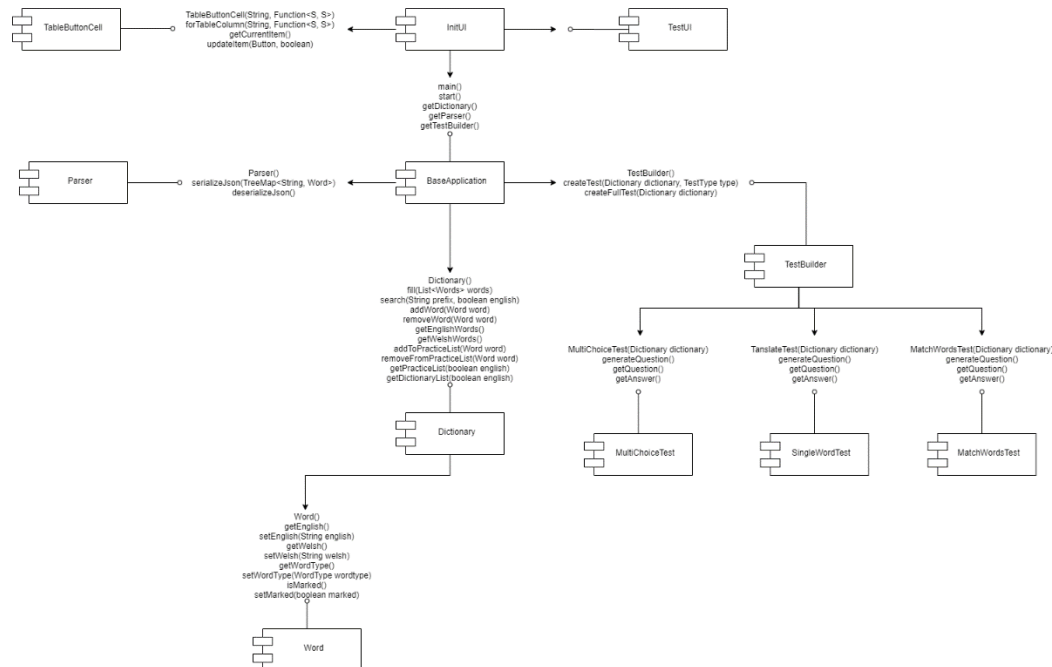 TableButtonCell
TableButtonCell(String, Function<S, S>)
forTableColumn(String, Function<S, S>)
getCurrentItem()
updateItem(Button, boolean)
InitUI
TestUI
main()
start()
getDictionary()
getParser()
getTestBuilder()
Parser
Parser()
serializeJson(TreeMap<String, Word>)
deserializeJson()
BaseApplication
TestBuilder()
createTest(Dictionary dictionary, TestType type)
createFullTest(Dictionary dictionary)
TestBuilder
Dictionary()
fill(List<Words> words)
search(String prefix, boolean english)
addWord(Word word)
removeWord(Word word)
getEnglishWords()
getWelshWords()
addToPracticeList(Word word)
removeFromPracticeList(Word word)
getPracticeList(boolean english)
getDictionaryList(boolean english)
MultiChoiceTest(Dictionary dictionary)
generateQuestion()
getQuestion()
getAnswer()
TanslateTest(Dictionary dictionary)
generateQuestion()
getQuestion()
getAnswer()
MatchWordsTest(Dictionary dictionary)
generateQuestion()
getQuestion()
getAnswer()
Dictionary
MultiChoiceTest
SingleWordTest
MatchWordsTest
Word()
getEnglish()
setEnglish(String english)
getWelsh()
setWelsh(String welsh)
getWordType()
setWordType(WordType wordtype)
isMarked()
setMarked(boolean marked)
Word